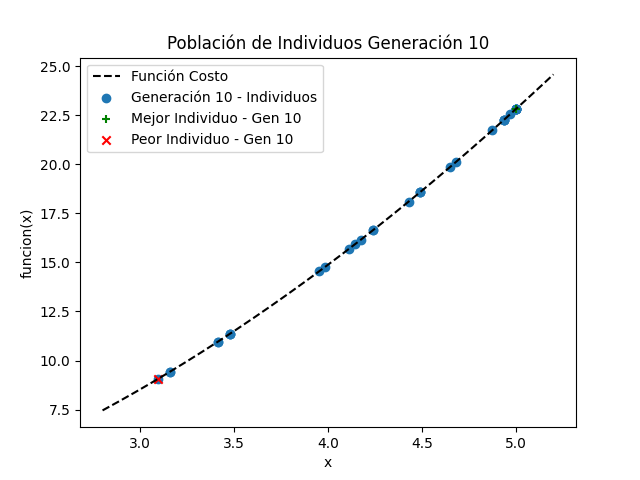 Población de Individuos Generación 10
25.0
22.5
20.0
17.5
15.0
12.5
10.0
7.5
funcion(x)
Función Costo
Generación 10 - Individuos
Mejor Individuo - Gen 10
Peor Individuo - Gen 10
3.0 3.5 4.0 4.5 5.0
x